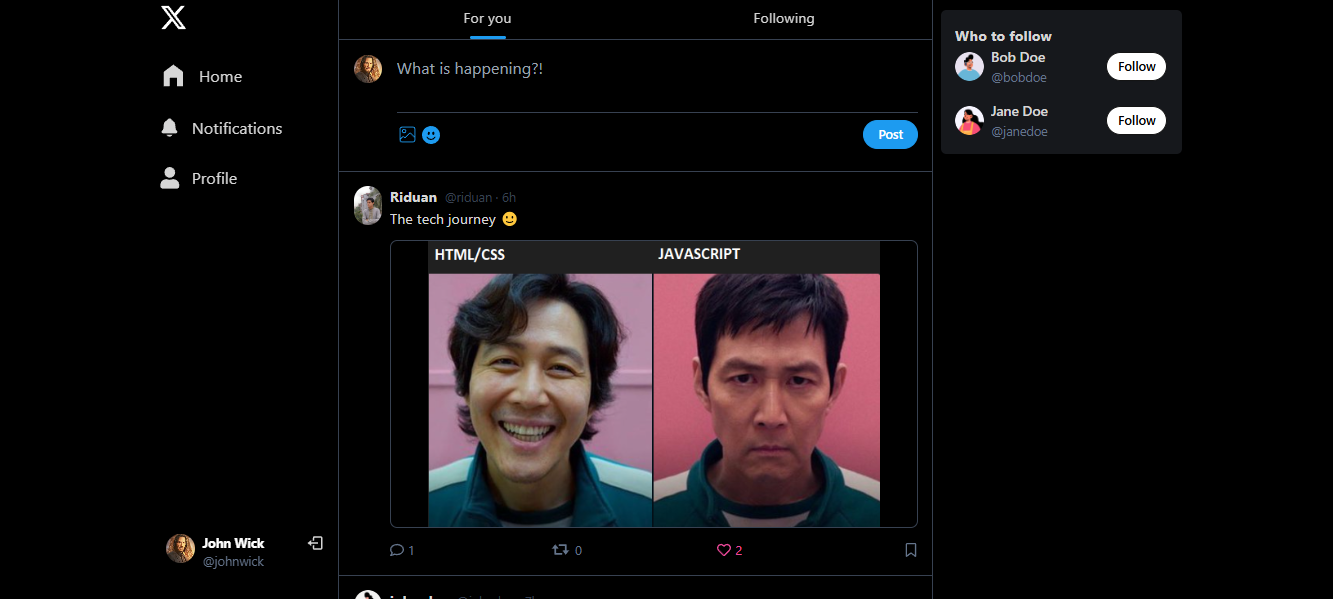 Home
Notifications
Profile
John Wick
@johnwick
For you
Following
What is happening?!
Post
Riduan @riduan · 6h
The tech journey 🙂
HTML/CSS
JAVASCRIPT
1
0
2
Who to follow
Bob Doe
@bobdoe
Follow
Jane Doe
@janedoe
Follow